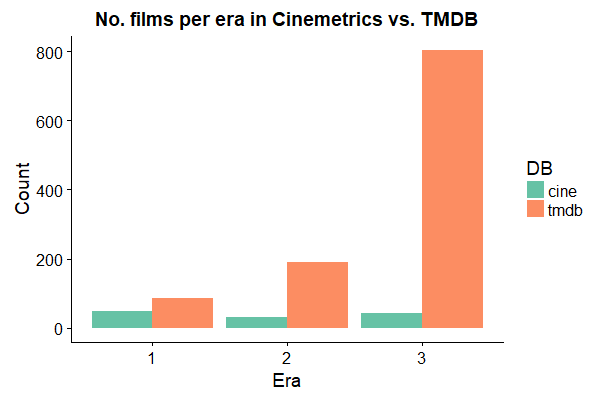 No. films per era in Cinemetrics vs. TMDB
800
600
400
200
0
Count
1 2 3
Era
DB
cine
tmdb